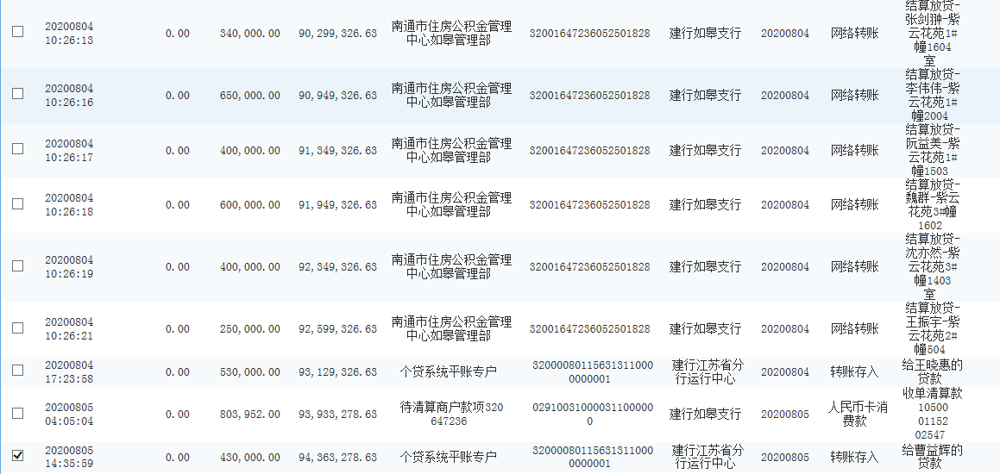 20200804
10:26:13
0.00
340,000.00
90,299,326.63
南通市住房公积金管理
中心如皋管理部
32001647236052501828
建行如皋支行
20200804
网络转账
结算放贷-
张剑翀-紫
云花苑1#
幢1604
室
20200804
10:26:16
0.00
650,000.00
90,949,326.63
南通市住房公积金管理
中心如皋管理部
32001647236052501828
建行如皋支行
20200804
网络转账
结算放贷-
李伟伟-紫
云花苑1#
幢2004
20200804
10:26:17
0.00
400,000.00
91,349,326.63
南通市住房公积金管理
中心如皋管理部
32001647236052501828
建行如皋支行
20200804
网络转账
结算放贷-
阮益美-紫
云花苑1#
幢1503
20200804
10:26:18
0.00
600,000.00
91,949,326.63
南通市住房公积金管理
中心如皋管理部
32001647236052501828
建行如皋支行
20200804
网络转账
结算放贷-
魏群-紫云
花苑3#幢
1602
20200804
10:26:19
0.00
400,000.00
92,349,326.63
南通市住房公积金管理
中心如皋管理部
32001647236052501828
建行如皋支行
20200804
网络转账
结算放贷-
沈亦然-紫
云花苑3#
幢1403
室
20200804
10:26:21
0.00
250,000.00
92,599,326.63
南通市住房公积金管理
中心如皋管理部
32001647236052501828
建行如皋支行
20200804
网络转账
结算放贷-
王振宇-紫
云花苑2#
幢504
20200804
17:23:58
0.00
530,000.00
93,129,326.63
个贷系统平账专户
32000080115631311000
0000001
建行江苏省分
行运行中心
20200804
转账存入
给王晓惠的
贷款
20200805
04:05:04
0.00
803,952.00
93,933,278.63
待清算商户款项320
647236
02910031000031100000
0
建行如皋支行
20200805
人民币卡消
费款
收单清算款
10500
01152
02547
20200805
14:35:59
0.00
430,000.00
94,363,278.63
个贷系统平账专户
32000080115631311000
0000001
建行江苏省分
行运行中心
20200805
转账存入
给曹益辉的
贷款